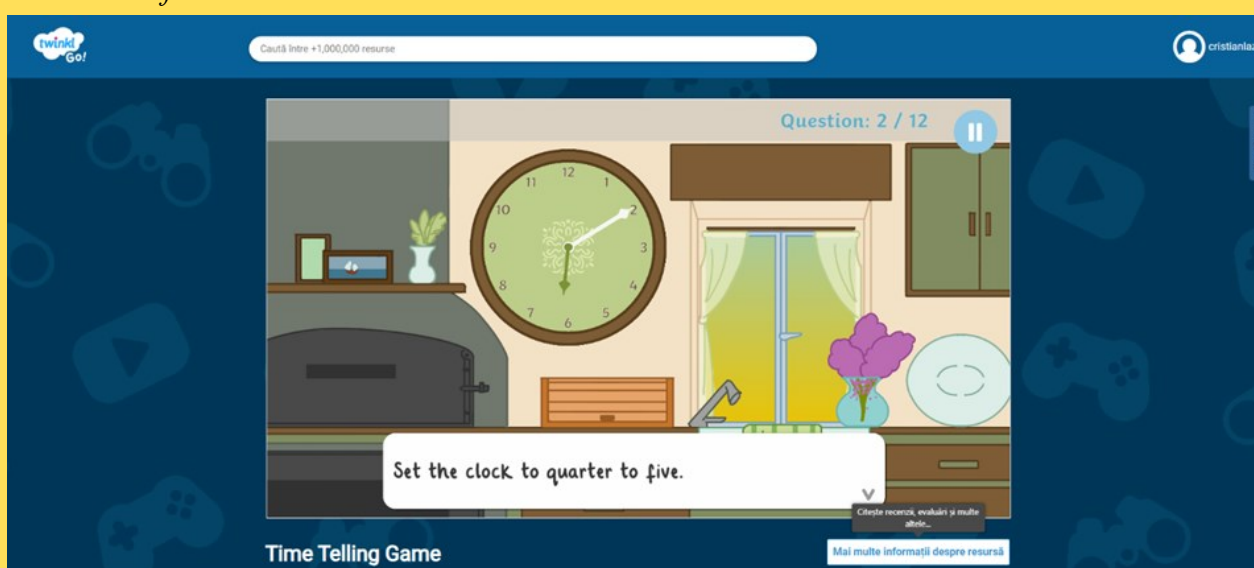 twinkl
Go!
Caută între +1,000,000 resurse
Question: 2 / 12
12
11
1
10
2
9
3
8
4
7
5
6
Set the clock to quarter to five.
Citește recenzii, evaluări și multe
altele...
Time Telling Game
Mai multe informații despre resursă